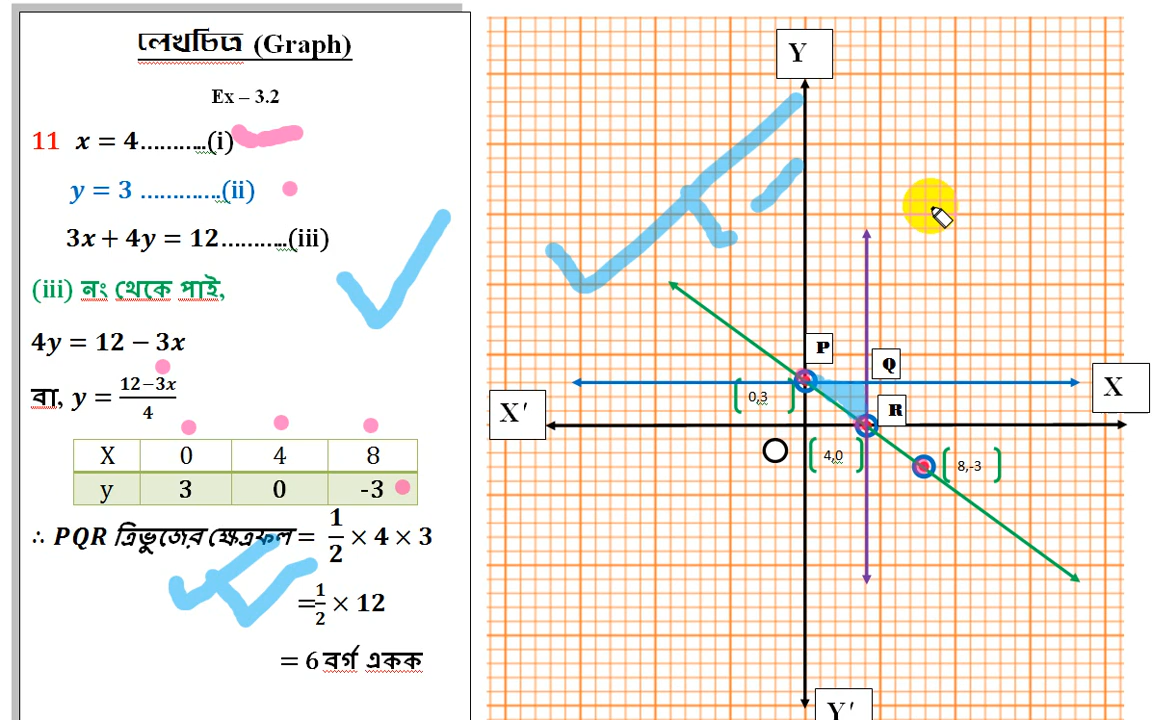 লেখচিত্র (Graph)
Ex – 3.2
11 x = 4...........(i)
y = 3 .............(ii)
3x + 4y = 12...........(iii)
(iii) নং থেকে পাই,
4y = 12 − 3x
বা, y = 12−3x/4
X 0 4 8
y 3 0 -3
∴ PQR ত্রিভুজের ক্ষেত্রফল = 1/2 × 4 × 3
=1/2 × 12
= 6 বর্গ একক
Y
P
Q
X
0,3
R
X′
O
4,0
8,-3
Y′